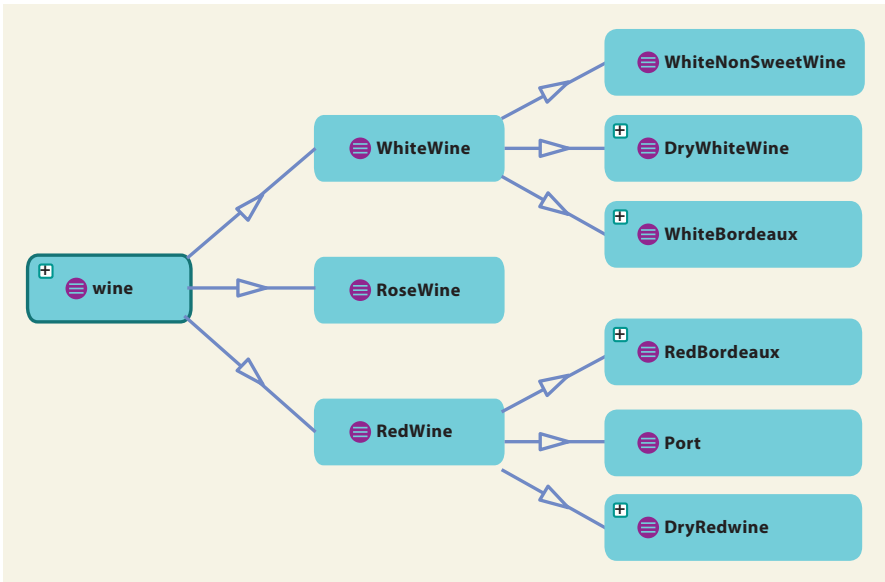 wine
WhiteWine
RoseWine
RedWine
WhiteNonSweetWine
DryWhiteWine
WhiteBordeaux
RedBordeaux
Port
DryRedwine